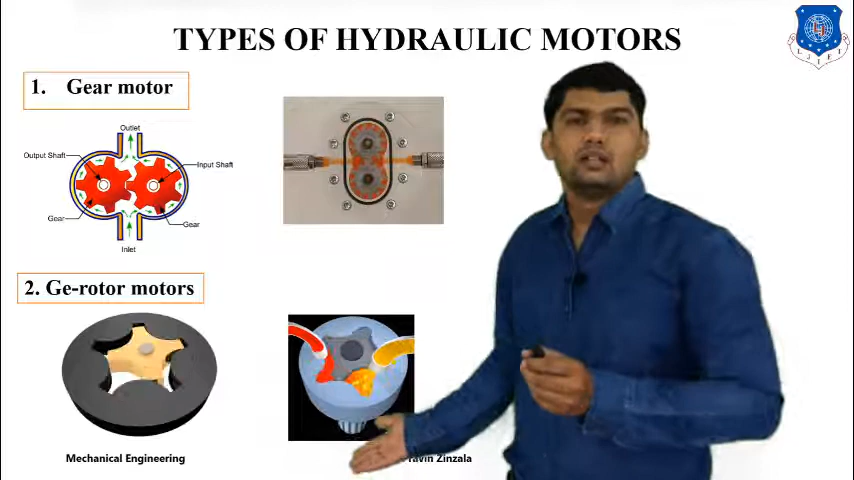 TYPES OF HYDRAULIC MOTORS
1. Gear motor
Outlet
Output Shaft
Input Shaft
Gear
Gear
Inlet
2. Ge-rotor motors
Mechanical Engineering
Zinzala
L J I E T